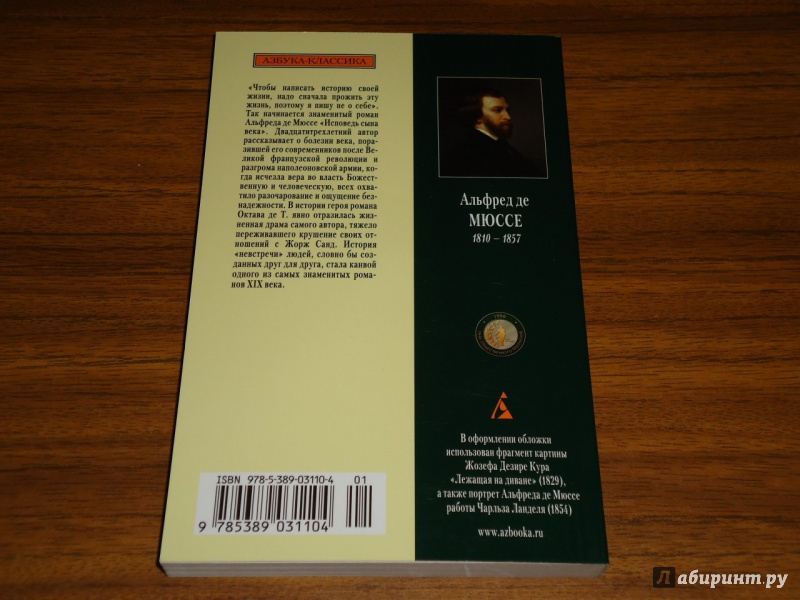 АЗБУКА-КЛАССИКА
«Чтобы написать историю своей
жизни, надо сначала прожить эту
жизнь, поэтому я пишу не о себе».
Так начинается знаменитый роман
Альфреда де Мюссе «Исповедь сына
века». Двадцатитрехлетний автор
рассказывает о болезни века, пора-
зившей его современников после Ве-
ликой французской революции и
разгрома наполеоновской армии, ко-
гда исчезла вера во власть Божест-
венную и человеческую, всех охва-
тило разочарование и ощущение без-
надежности. В истории героя романа
Октава де Т. явно отразилась жиз-
ненная драма самого автора, тяжело
переживавшего крушение своих от-
ношений с Жорж Санд. История
«невстречи» людей, словно бы соз-
данных друг для друга, стала канвой
одного из самых знаменитых рома-
нов XIX века.
ISBN 978-5-389-03110-4 01
9 785389 031104
Альфред де
МЮССЕ
1810 – 1857
В оформлении обложки
использован фрагмент картины
Жозефа Дезире Кура
«Лежащая на диване» (1829),
а также портрет Альфреда де Мюссе
работы Чарльза Ланделя (1854)
www.azbooka.ru
Лабиринт.ру